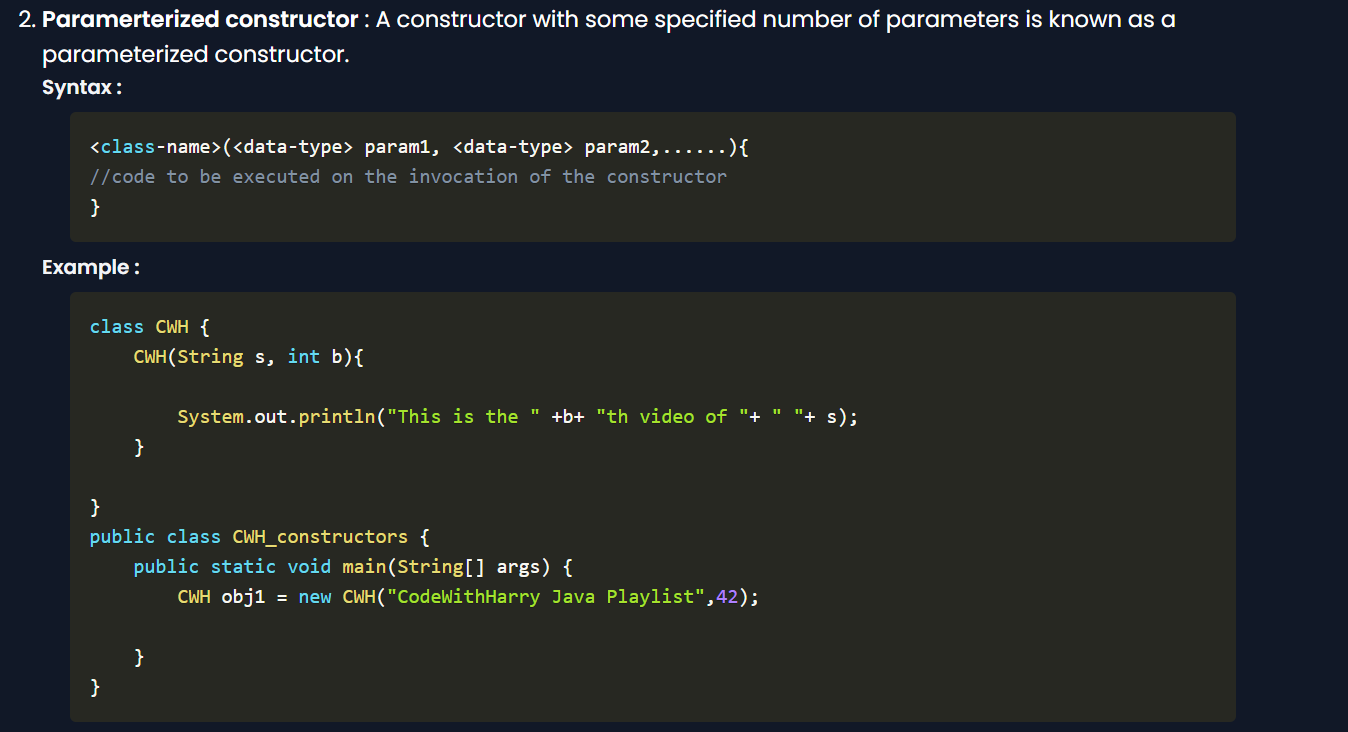 2. Paramerterized constructor : A constructor with some specified number of parameters is known as a
parameterized constructor.
Syntax :
<class-name>(<data-type> param1, <data-type> param2,......){
//code to be executed on the invocation of the constructor
}
Example :
class CWH {
    CWH(String s, int b){
        System.out.println("This is the " +b+ "th video of "+ " "+ s);
    }
}
public class CWH_constructors {
    public static void main(String[] args) {
        CWH obj1 = new CWH("CodeWithHarry Java Playlist",42);
    }
}